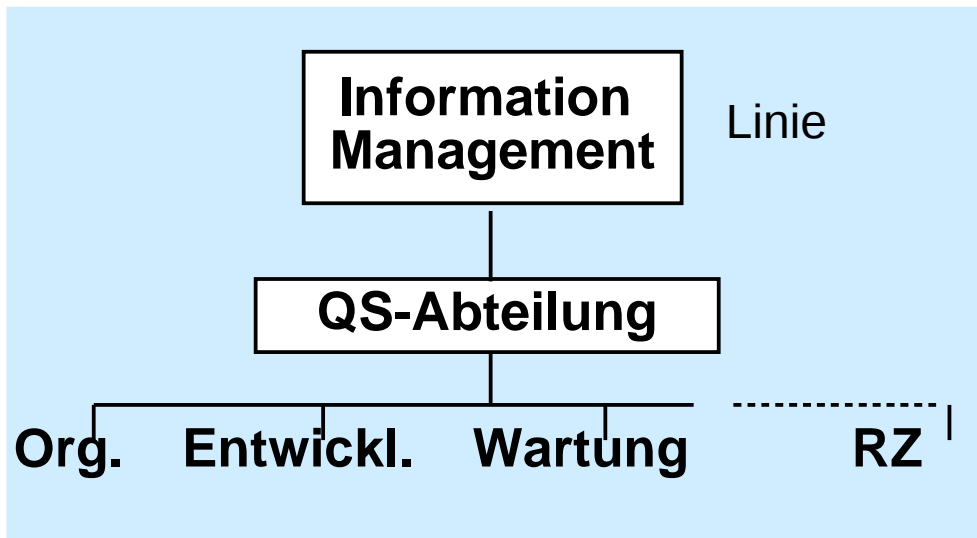 Information
Management
Linie
QS-Abteilung
Org.
Entwickl.
Wartung
RZ